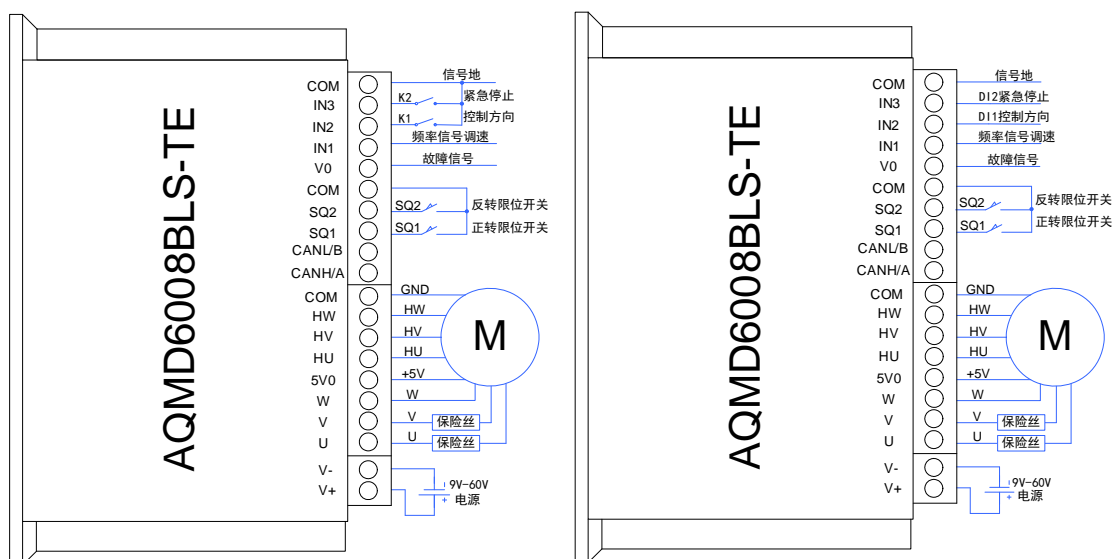 AQMD6008BLS-TE
COM
IN3
IN2
IN1
V0
COM
SQ2
SQ1
CANL/B
CANH/A
COM
HW
HV
HU
5V0
W
V
U
V-
V+
信号地
K2
紧急停止
K1
控制方向
频率信号调速
故障信号
SQ2
反转限位开关
SQ1
正转限位开关
GND
HW
HV
HU
+5V
W
V
保险丝
U
保险丝
M
9V-60V
+
电源
AQMD6008BLS-TE
COM
IN3
IN2
IN1
V0
COM
SQ2
SQ1
CANL/B
CANH/A
COM
HW
HV
HU
5V0
W
V
U
V-
V+
信号地
DI2紧急停止
DI1控制方向
频率信号调速
故障信号
SQ2
反转限位开关
SQ1
正转限位开关
GND
HW
HV
HU
+5V
W
V
保险丝
U
保险丝
M
9V-60V
+
电源